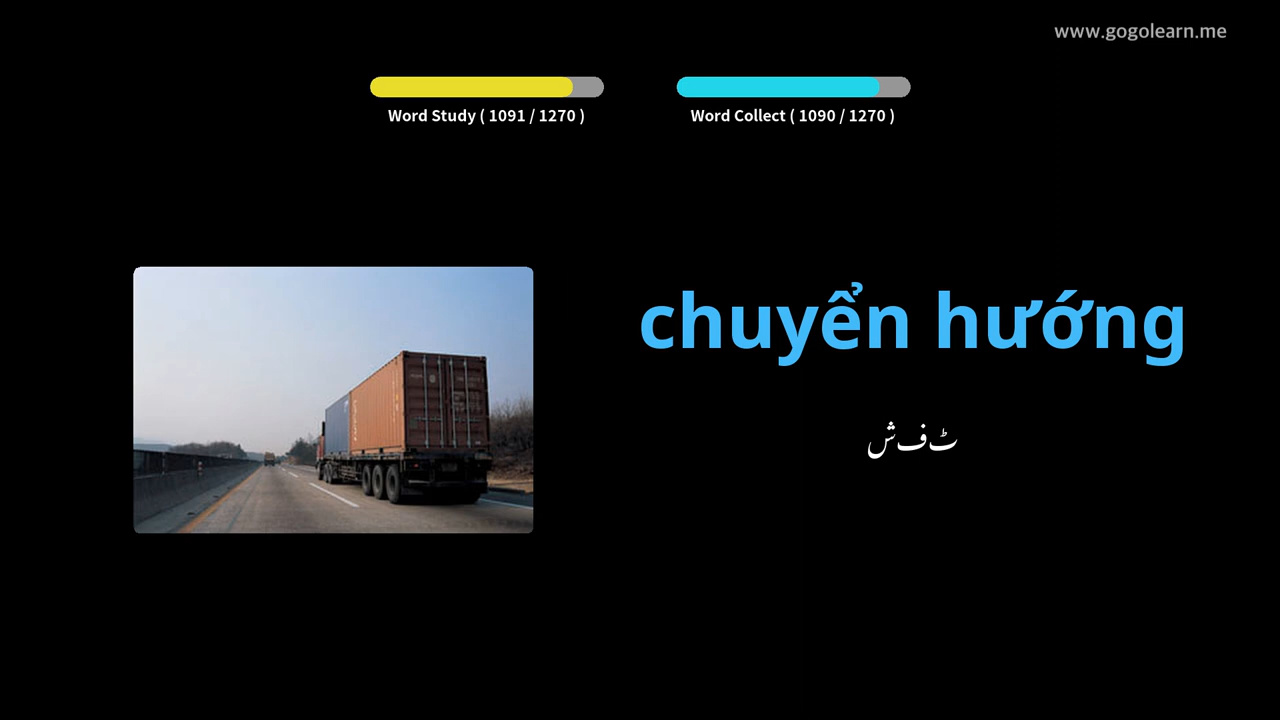 www.gogolearn.me
Word Study ( 1091 / 1270 )
Word Collect ( 1090 / 1270 )
chuyển hướng
ٹفش